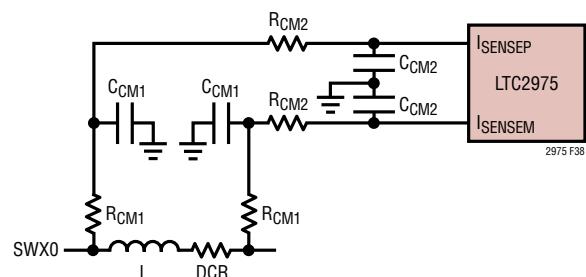 RCM2
ISENSEP
CCM1
CCM1
CCM2
LTC2975
RCM2
CCM2
ISENSEM
2975 F38
RCM1
RCM1
SWX0
L
DCR